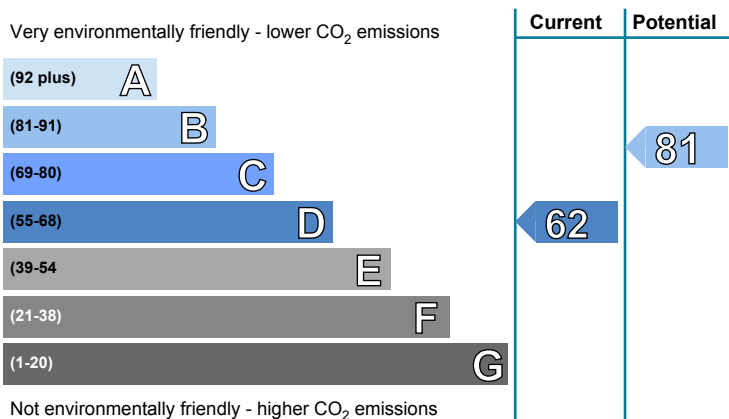 Current Potential
Very environmentally friendly - lower CO2 emissions
(92 plus) A
(81-91) B
81
(69-80) C
(55-68) D
62
(39-54 E
(21-38) F
(1-20) G
Not environmentally friendly - higher CO2 emissions